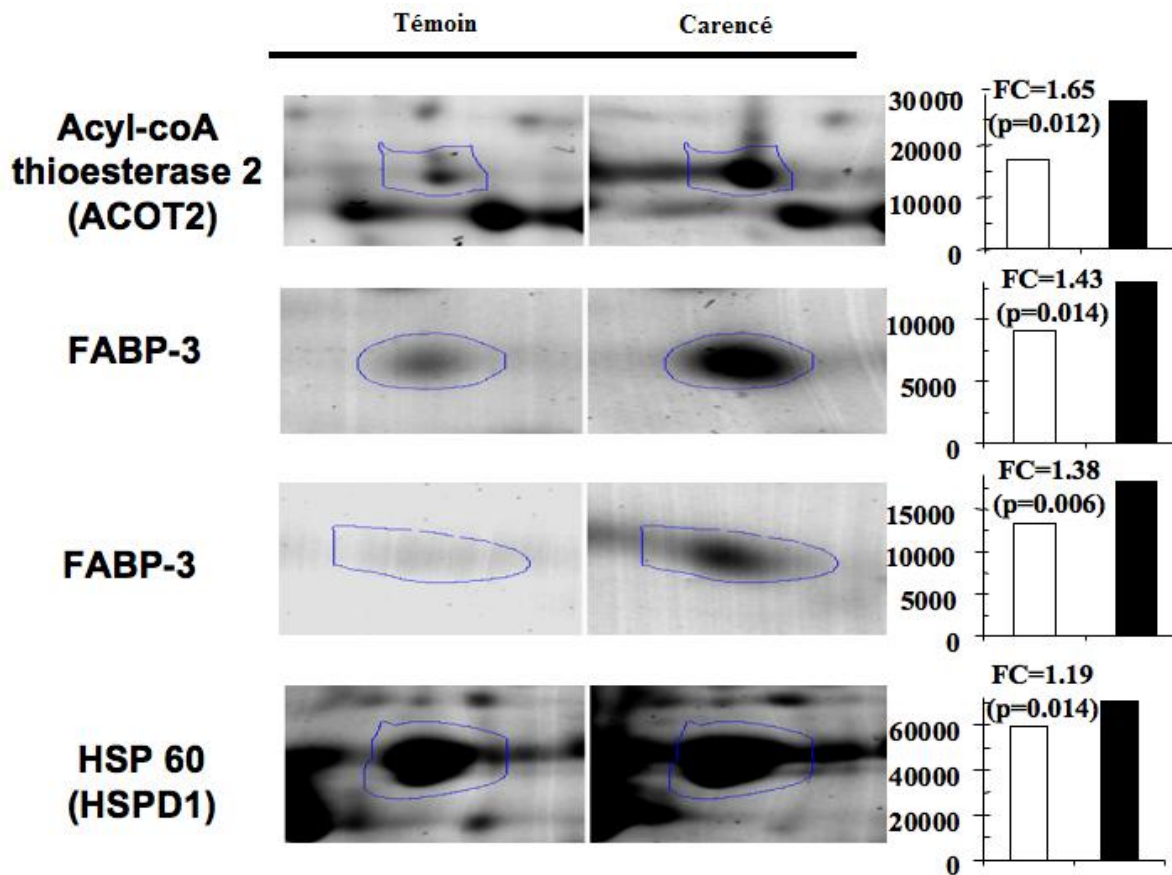 Témoin Carencé
Acyl-coA
thioesterase 2
(ACOT2)
30000
20000
10000
0
FC=1.65
(p=0.012)
FABP-3
10000
5000
0
FC=1.43
(p=0.014)
FABP-3
15000
10000
5000
0
FC=1.38
(p=0.006)
HSP 60
(HSPD1)
60000
40000
20000
0
FC=1.19
(p=0.014)